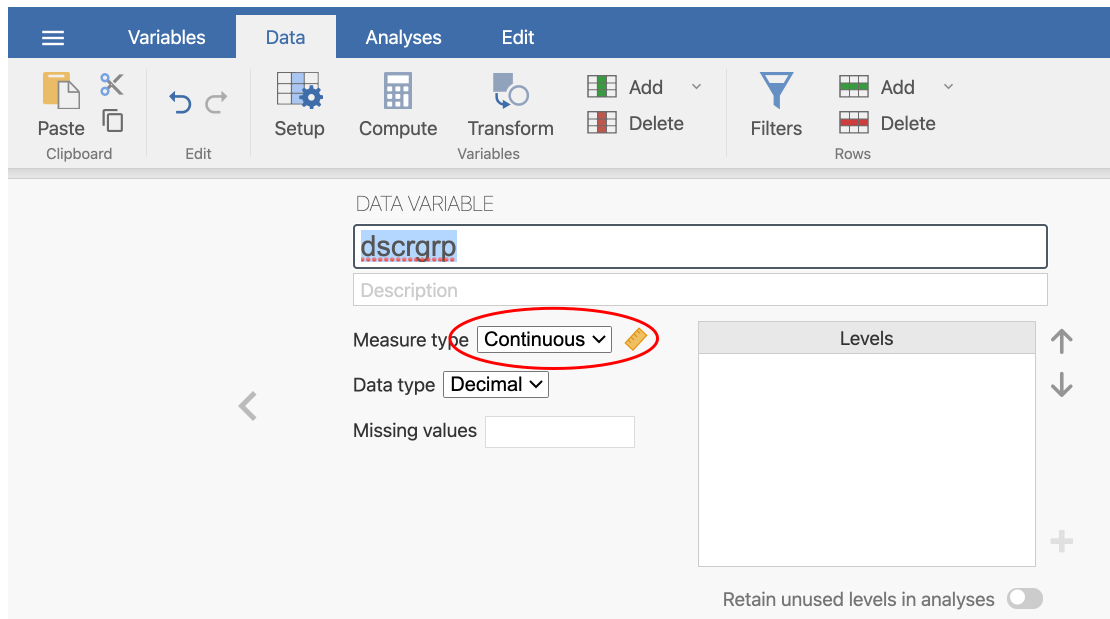 Variables Data Analyses Edit
Paste Setup Compute Transform Add Delete Filters Add Delete
Clipboard Edit Variables Rows
DATA VARIABLE
dscrgrp
Description
Measure type Continuous Levels
Data type Decimal
Missing values
Retain unused levels in analyses